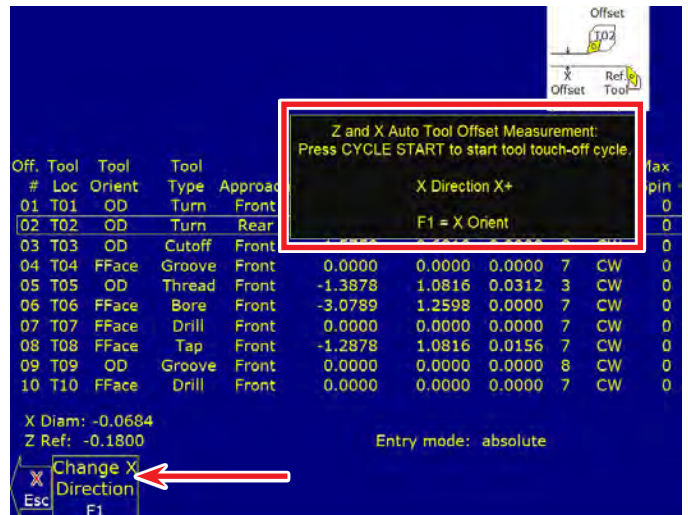 Offset
T02
X Ref.
Offset Tool
Z and X Auto Tool Offset Measurement:
Press CYCLE START to start tool touch-off cycle.
X Direction X+
F1 = X Orient
Off. Tool Tool Tool Max
# Loc Orient Type Approac Spin
01 T01 OD Turn Front 0
02 T02 OD Turn Rear 0
03 T03 OD Cutoff Front CW 0
04 T04 FFace Groove Front 0.0000 0.0000 0.0000 7 CW 0
05 T05 OD Thread Front -1.3878 1.0816 0.0312 3 CW 0
06 T06 FFace Bore Front -3.0789 1.2598 0.0000 7 CW 0
07 T07 FFace Drill Front 0.0000 0.0000 0.0000 7 CW 0
08 T08 FFace Tap Front -1.2878 1.0816 0.0156 7 CW 0
09 T09 OD Groove Front 0.0000 0.0000 0.0000 8 CW 0
10 T10 FFace Drill Front 0.0000 0.0000 0.0000 7 CW 0
X Diam: -0.0684
Z Ref: -0.1800 Entry mode: absolute
X Change X
Esc Direction
F1